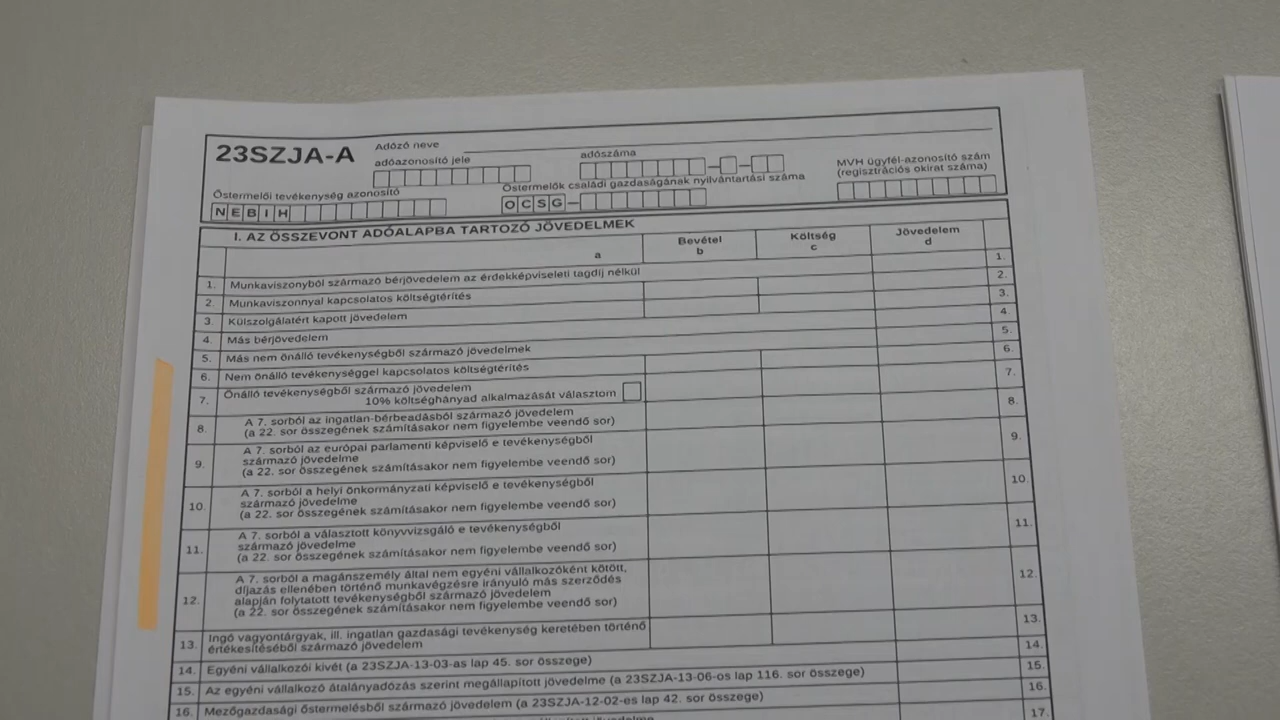 23SZJA-A
Adózó neve
adóazonosító jele
adószáma
MVH ügyfél-azonosító szám
(regisztrációs okirat száma)
Őstermelői tevékenység azonosító
Őstermelők családi gazdaságának nyilvántartási száma
NEBIH
OCSG–
I. AZ ÖSSZEVONT ADÓALAPBA TARTOZÓ JÖVEDELMEK
a
Bevétel
b
Költség
c
Jövedelem
d
1. Munkaviszonyból származó bérjövedelem az érdekképviseleti tagdíj nélkül 1.
2. Munkaviszonnyal kapcsolatos költségtérítés 2.
3. Külszolgálatért kapott jövedelem 3.
4. Más bérjövedelem 4.
5. Más nem önálló tevékenységből származó jövedelmek 5.
6. Nem önálló tevékenységgel kapcsolatos költségtérítés 6.
7. Önálló tevékenységből származó jövedelem 7.
10% költséghányad alkalmazását választom
8. A 7. sorból az ingatlan-bérbeadásból származó jövedelem 8.
(a 22. sor összegének számításakor nem figyelembe veendő sor)
9. A 7. sorból az európai parlamenti képviselő e tevékenységből 9.
származó jövedelme
(a 22. sor összegének számításakor nem figyelembe veendő sor)
10. A 7. sorból a helyi önkormányzati képviselő e tevékenységből 10.
származó jövedelme
(a 22. sor összegének számításakor nem figyelembe veendő sor)
11. A 7. sorból a választott könyvvizsgáló e tevékenységből 11.
származó jövedelme
(a 22. sor összegének számításakor nem figyelembe veendő sor)
12. A 7. sorból a magánszemély által nem egyéni vállalkozóként kötött, 12.
díjazás ellenében történő munkavégzésre irányuló más szerződés
alapján folytatott tevékenységből származó jövedelem
(a 22. sor összegének számításakor nem figyelembe veendő sor)
13. Ingó vagyontárgyak, ill. ingatlan gazdasági tevékenység keretében történő 13.
értékesítéséből származó jövedelem
14. Egyéni vállalkozói kivét (a 23SZJA-13-03-as lap 45. sor összege) 14.
15. Az egyéni vállalkozó átalányadózás szerint megállapított jövedelme (a 23SZJA-13-06-os lap 116. sor összege) 15.
16. Mezőgazdasági őstermelésből származó jövedelem (a 23SZJA-12-02-es lap 42. sor összege) 16.
17.